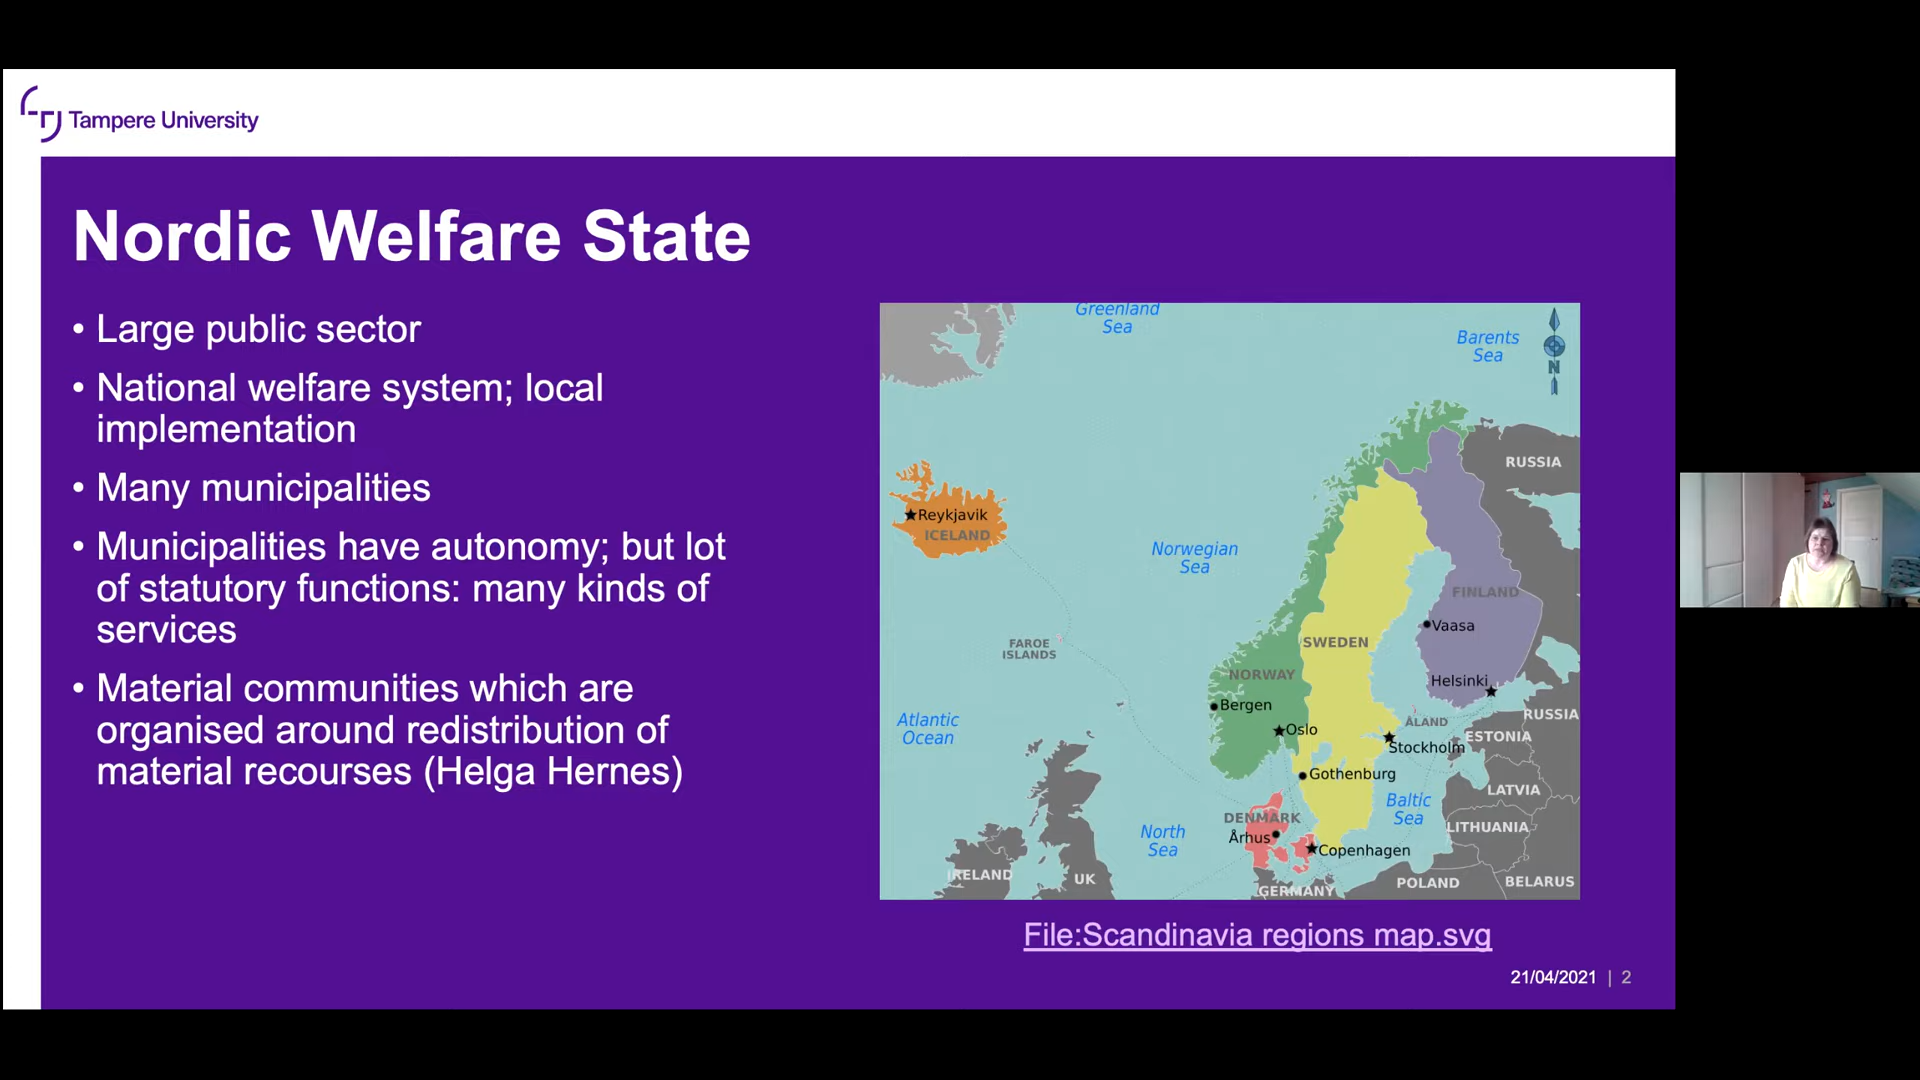 Tampere University
Nordic Welfare State
• Large public sector
• National welfare system; local
implementation
• Many municipalities
• Municipalities have autonomy; but lot
of statutory functions: many kinds of
services
• Material communities which are
organised around redistribution of
material recourses (Helga Hernes)
Greenland
Sea
Barents
Sea
N
RUSSIA
Reykjavik
ICELAND
Norwegian
Sea
FINLAND
Vaasa
FAROE
ISLANDS
SWEDEN
NORWAY
Helsinki
Bergen
Atlantic
Ocean
Oslo
ÅLAND
RUSSIA
ESTONIA
Stockholm
Gothenburg
LATVIA
Baltic
Sea
DENMARK
LITHUANIA
North
Sea
Århus
Copenhagen
IRELAND
UK
GERMANY
POLAND
BELARUS
File:Scandinavia regions map.svg
21/04/2021 | 2